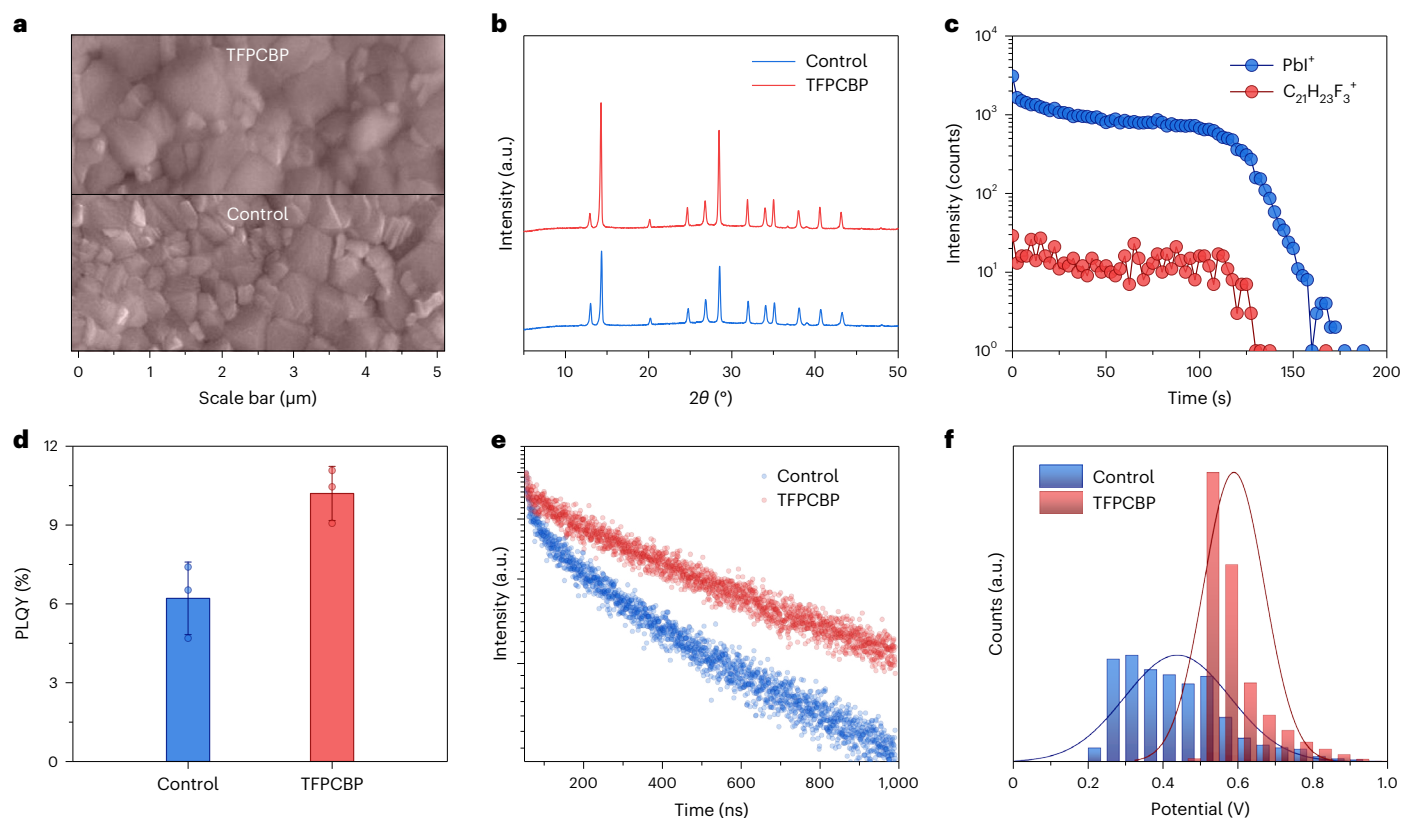 a
TFPCBP
Control
0 1 2 3 4 5
Scale bar (µm)
b
Control
TFPCBP
Intensity (a.u.)
10 20 30 40 50
2θ (°)
c
PbI⁺
C₂₁H₂₃F₃⁺
Intensity (counts)
10⁴
10³
10²
10¹
10⁰
0 50 100 150 200
Time (s)
d
PLQY (%)
12
9
6
3
0
Control TFPCBP
e
Control
TFPCBP
Intensity (a.u.)
200 400 600 800 1,000
Time (ns)
f
Control
TFPCBP
Counts (a.u.)
0 0.2 0.4 0.6 0.8 1.0
Potential (V)